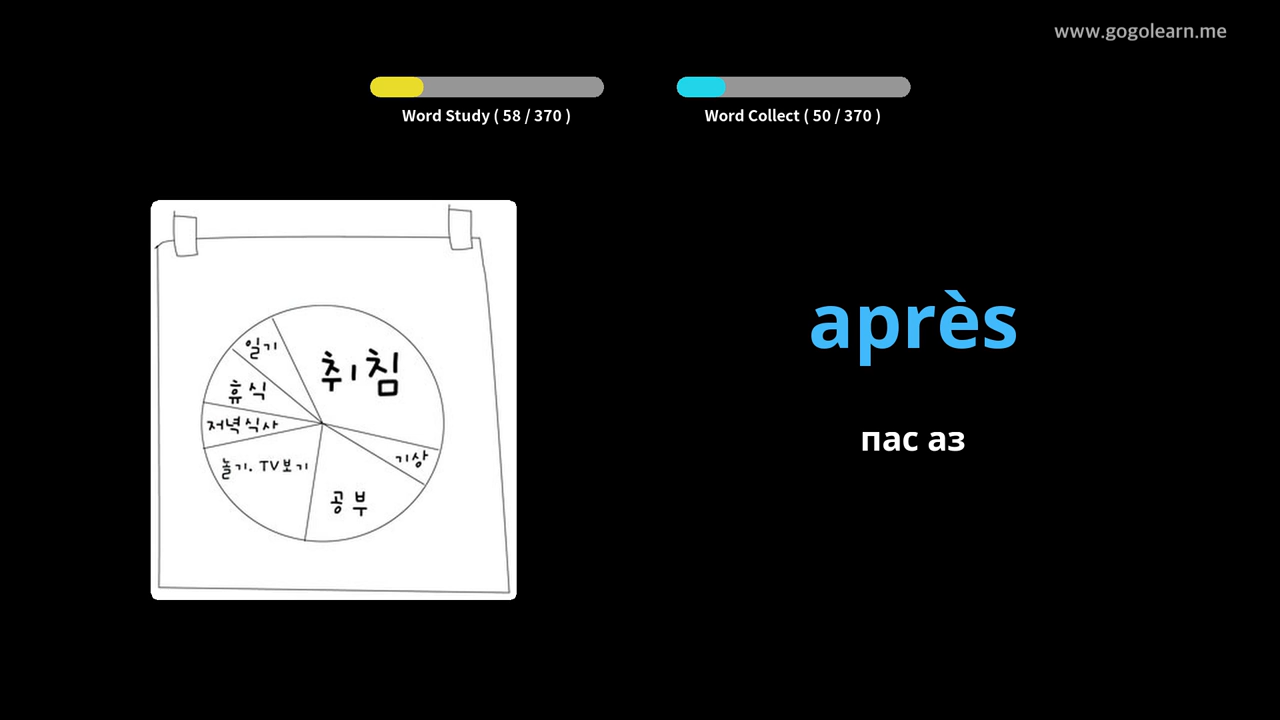 www.gogolearn.me
Word Study ( 58 / 370 )
Word Collect ( 50 / 370 )
일기
취침
휴식
저녁식사
기상
놀기. TV보기
공부
après
пас аз